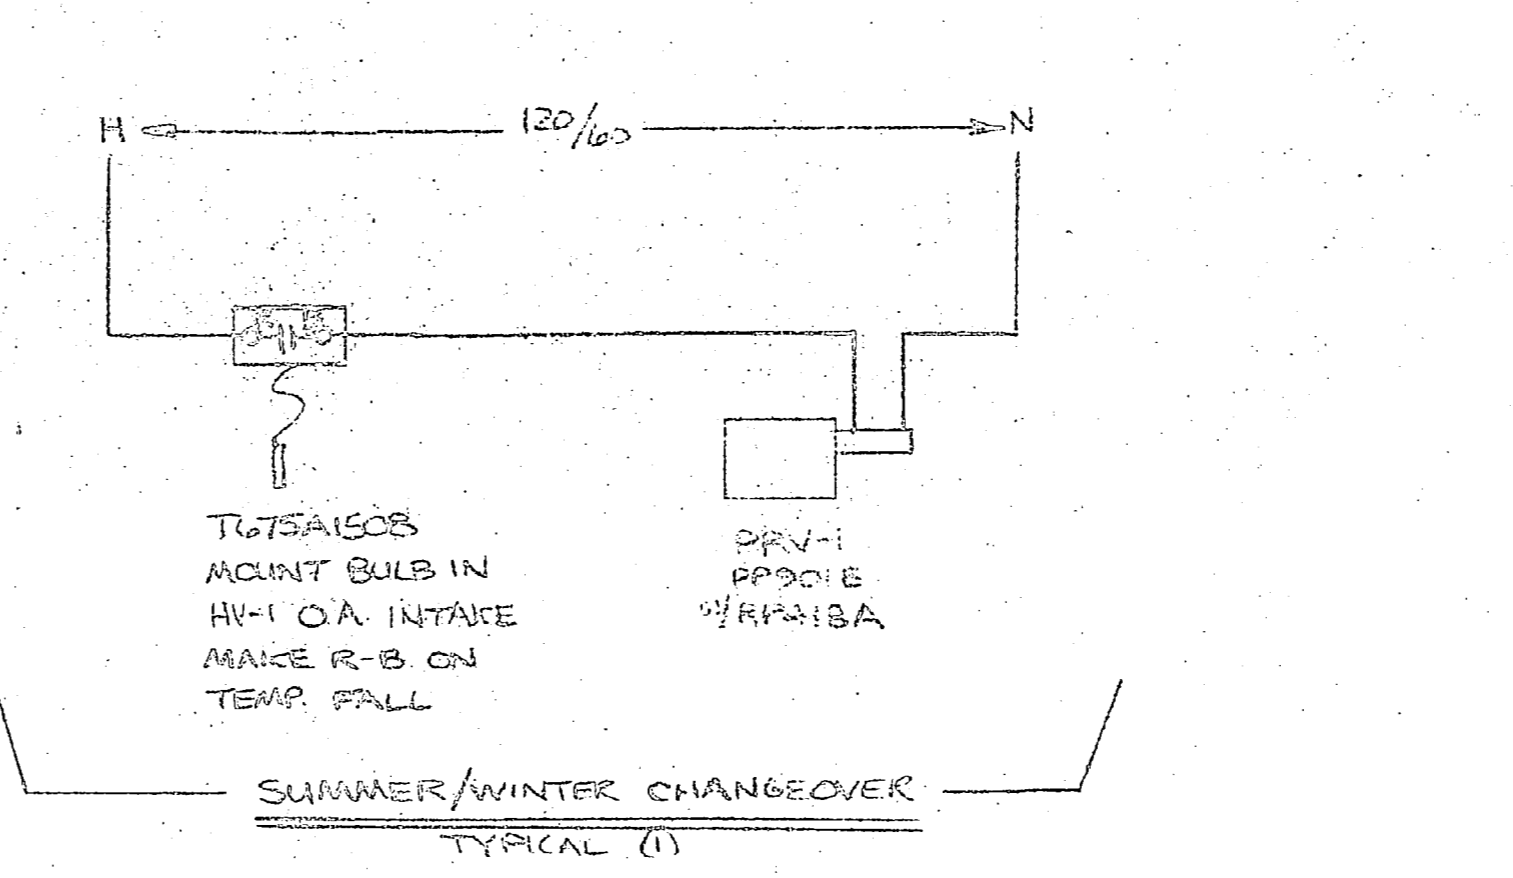 H 120/60 N
R B
T675A1508
MOUNT BULB IN
HV-1 O.A. INTAKE
MAKE R-B ON
TEMP. FALL
PRV-1
PP901B
W/
SUMMER/WINTER CHANGEOVER
TYPICAL (1)